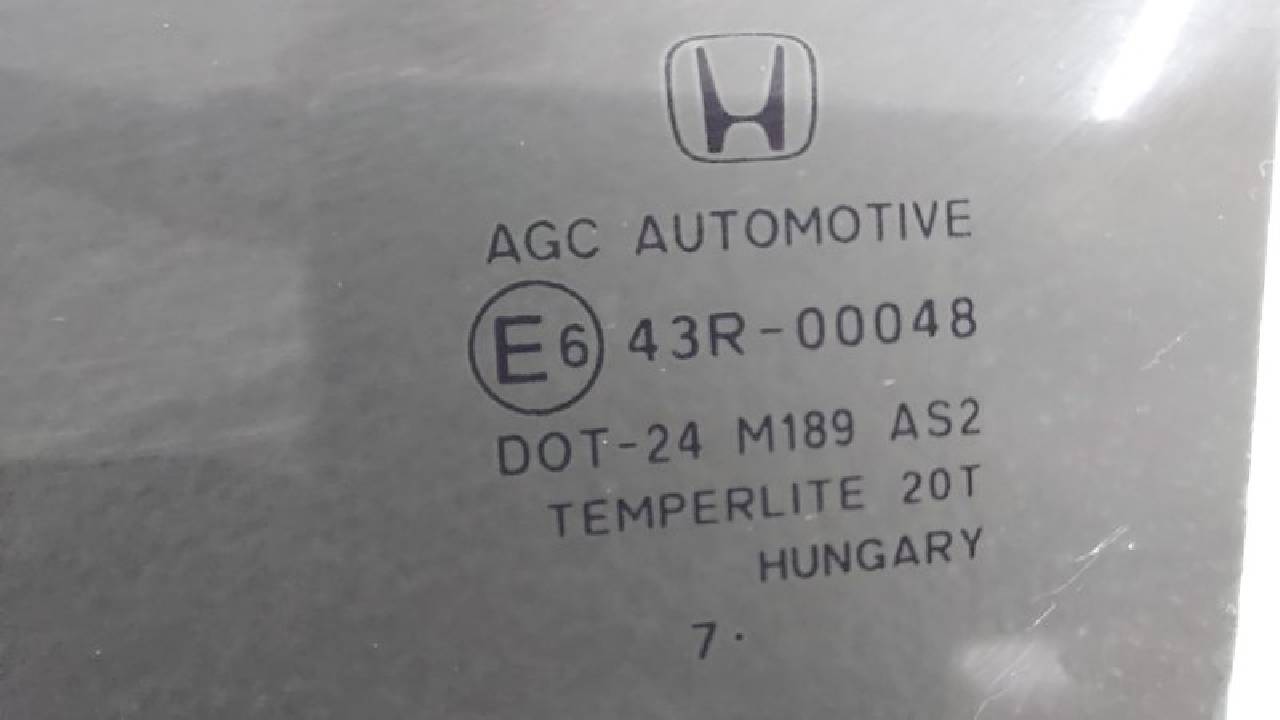 AGC AUTOMOTIVE
E6 43R-00048
DOT-24 M189 AS2
TEMPERLITE 20T
HUNGARY
7·